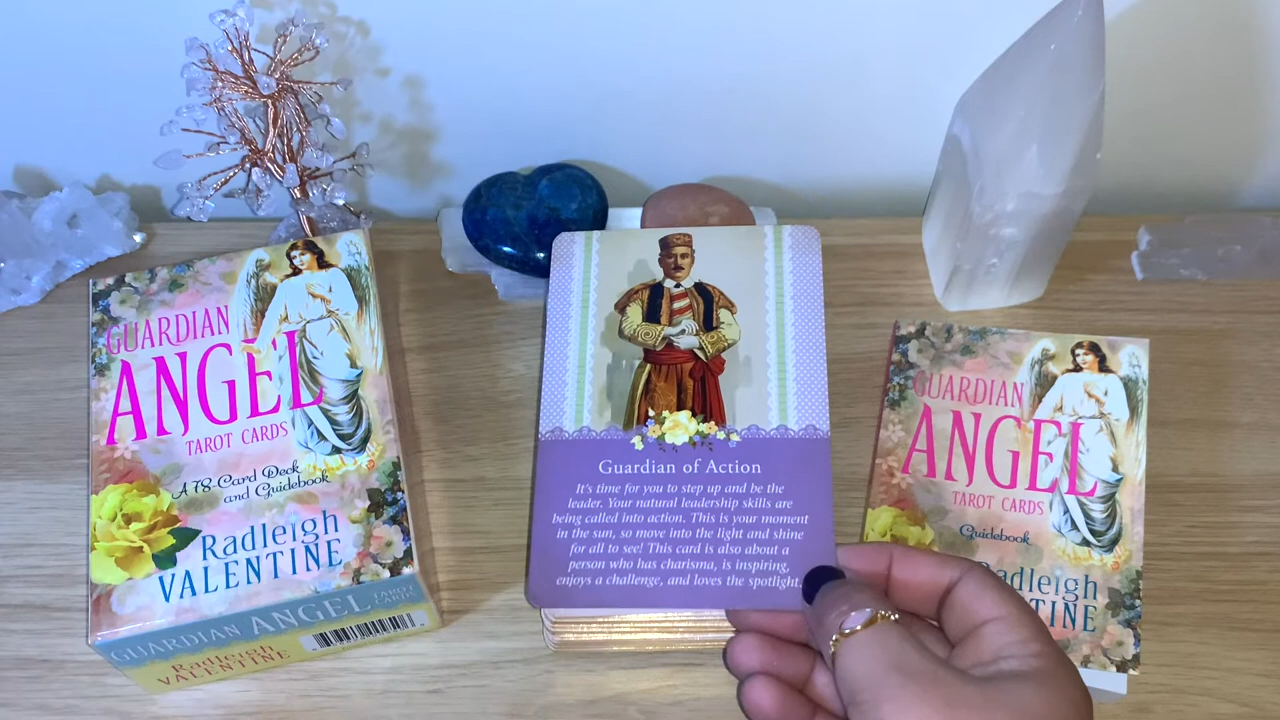 GUARDIAN
ANGEL
TAROT CARDS
A 78-Card Deck
and Guidebook
Radleigh
VALENTINE
GUARDIAN ANGEL TAROT CARDS
Radleigh
VALENTINE
Guardian of Action
It's time for you to step up and be the
leader. Your natural leadership skills are
being called into action. This is your moment
in the sun, so move into the light and shine
for all to see! This card is also about a
person who has charisma, is inspiring,
enjoys a challenge, and loves the spotlight.
GUARDIAN
ANGEL
TAROT CARDS
Guidebook
Radleigh
VALENTINE